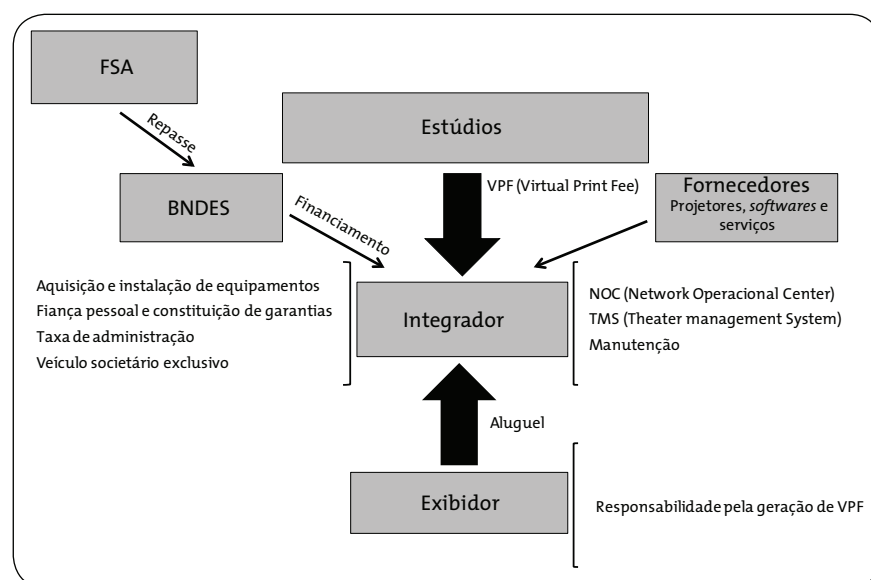 FSA
Repasse
Estúdios
BNDES
Financiamento
VPF (Virtual Print Fee)
Fornecedores
Projetores, softwares e
serviços
Aquisição e instalação de equipamentos
Fiança pessoal e constituição de garantias
Taxa de administração
Veículo societário exclusivo
Integrador
NOC (Network Operacional Center)
TMS (Theater management System)
Manutenção
Aluguel
Exibidor
Responsabilidade pela geração de VPF